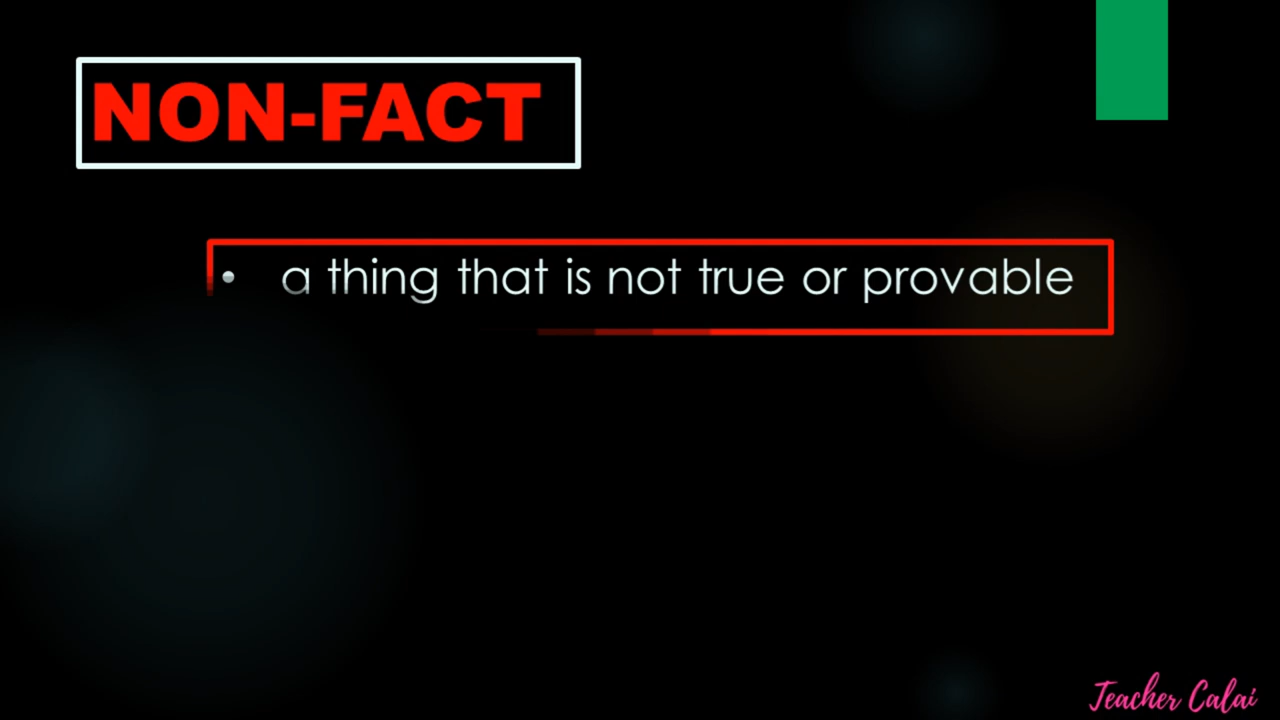 NON-FACT
• a thing that is not true or provable
Teacher Calai